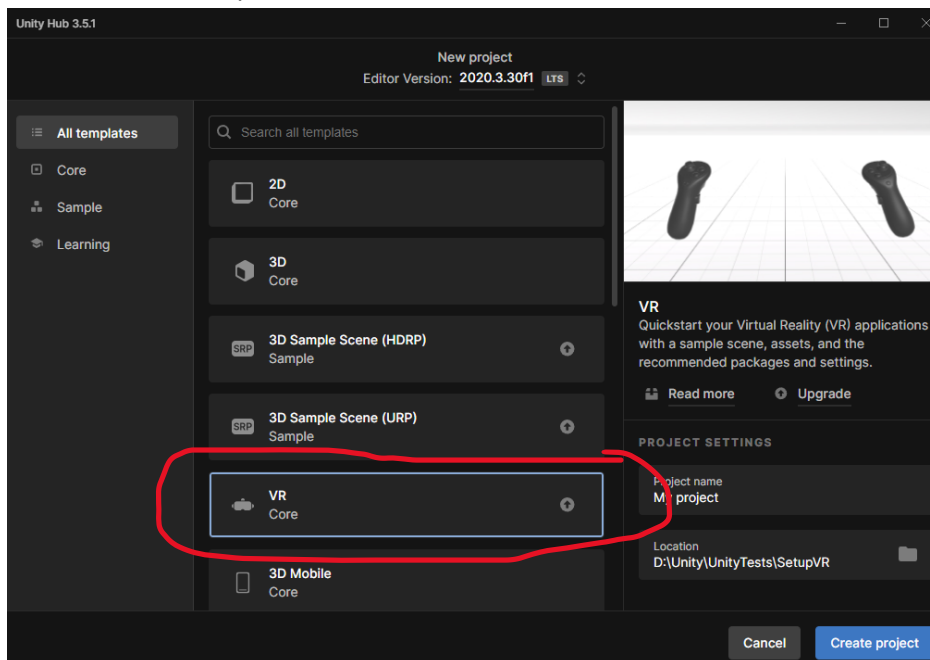 Unity Hub 3.5.1
New project
Editor Version: 2020.3.30f1 LTS
All templates
Core
Sample
Learning
Search all templates
2D
Core
3D
Core
SRP
3D Sample Scene (HDRP)
Sample
SRP
3D Sample Scene (URP)
Sample
VR
Core
3D Mobile
Core
VR
Quickstart your Virtual Reality (VR) applications
with a sample scene, assets, and the
recommended packages and settings.
Read more Upgrade
PROJECT SETTINGS
Project name
My project
Location
D:\Unity\UnityTests\SetupVR
Cancel Create project